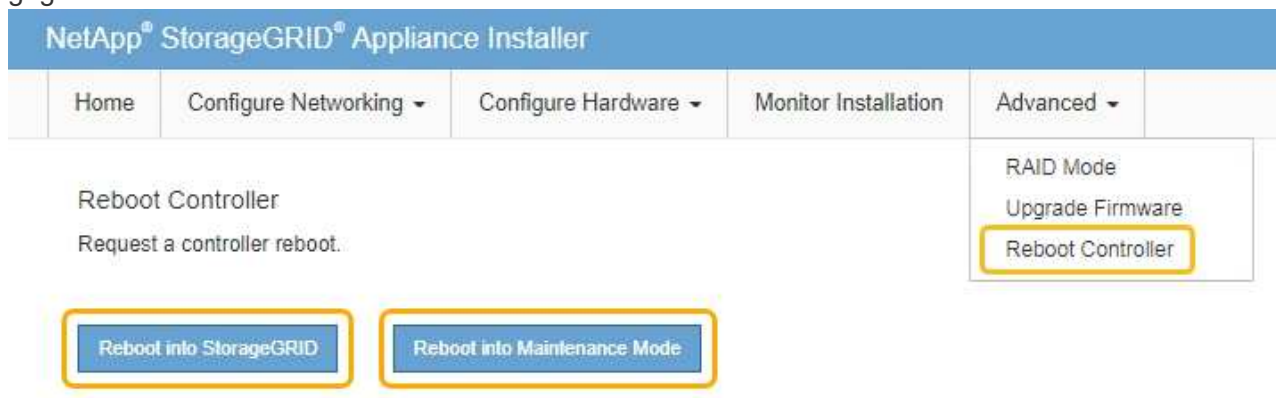 NetApp® StorageGRID® Appliance Installer
Home Configure Networking Configure Hardware Monitor Installation Advanced
RAID Mode
Upgrade Firmware
Reboot Controller
Reboot Controller
Request a controller reboot.
Reboot into StorageGRID Reboot into Maintenance Mode